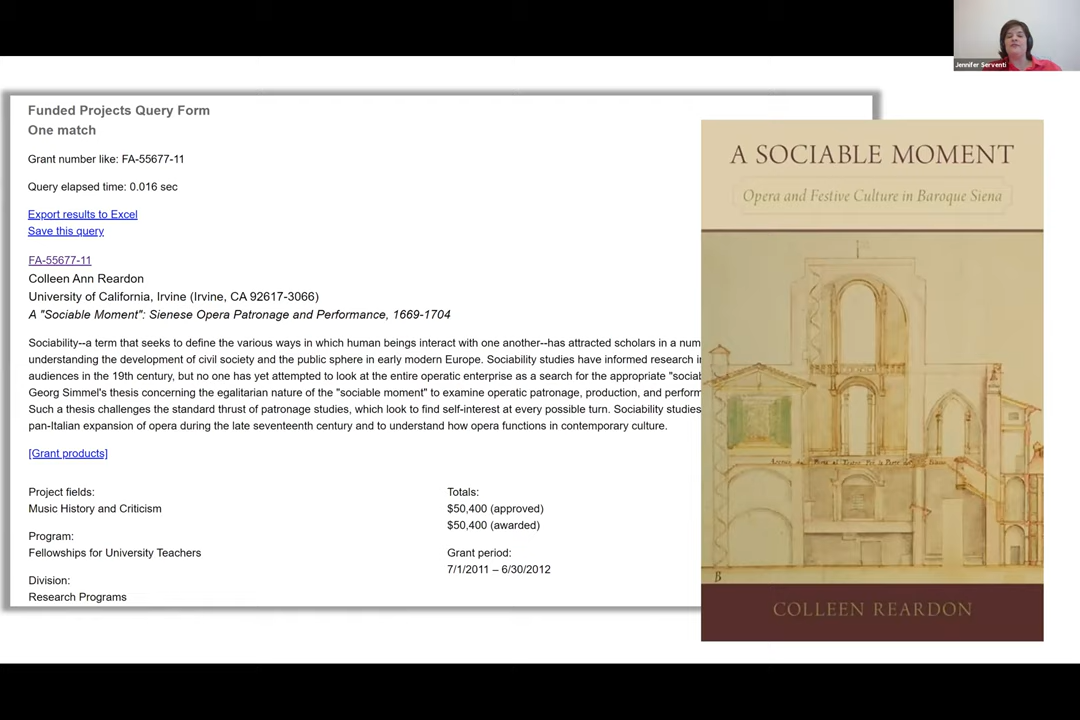 Jennifer Serventi
Funded Projects Query Form
One match
Grant number like: FA-55677-11
Query elapsed time: 0.016 sec
Export results to Excel
Save this query
FA-55677-11
Colleen Ann Reardon
University of California, Irvine (Irvine, CA 92617-3066)
A "Sociable Moment": Sienese Opera Patronage and Performance, 1669-1704
Sociability--a term that seeks to define the various ways in which human beings interact with one another--has attracted scholars in a num
understanding the development of civil society and the public sphere in early modern Europe. Sociability studies have informed research i
audiences in the 19th century, but no one has yet attempted to look at the entire operatic enterprise as a search for the appropriate "sociab
Georg Simmel's thesis concerning the egalitarian nature of the "sociable moment" to examine operatic patronage, production, and perform
Such a thesis challenges the standard thrust of patronage studies, which look to find self-interest at every possible turn. Sociability studies
pan-Italian expansion of opera during the late seventeenth century and to understand how opera functions in contemporary culture.
[Grant products]
Project fields:
Music History and Criticism
Program:
Fellowships for University Teachers
Division:
Research Programs
Totals:
$50,400 (approved)
$50,400 (awarded)
Grant period:
7/1/2011 – 6/30/2012
A SOCIABLE MOMENT
Opera and Festive Culture in Baroque Siena
B
COLLEEN REARDON